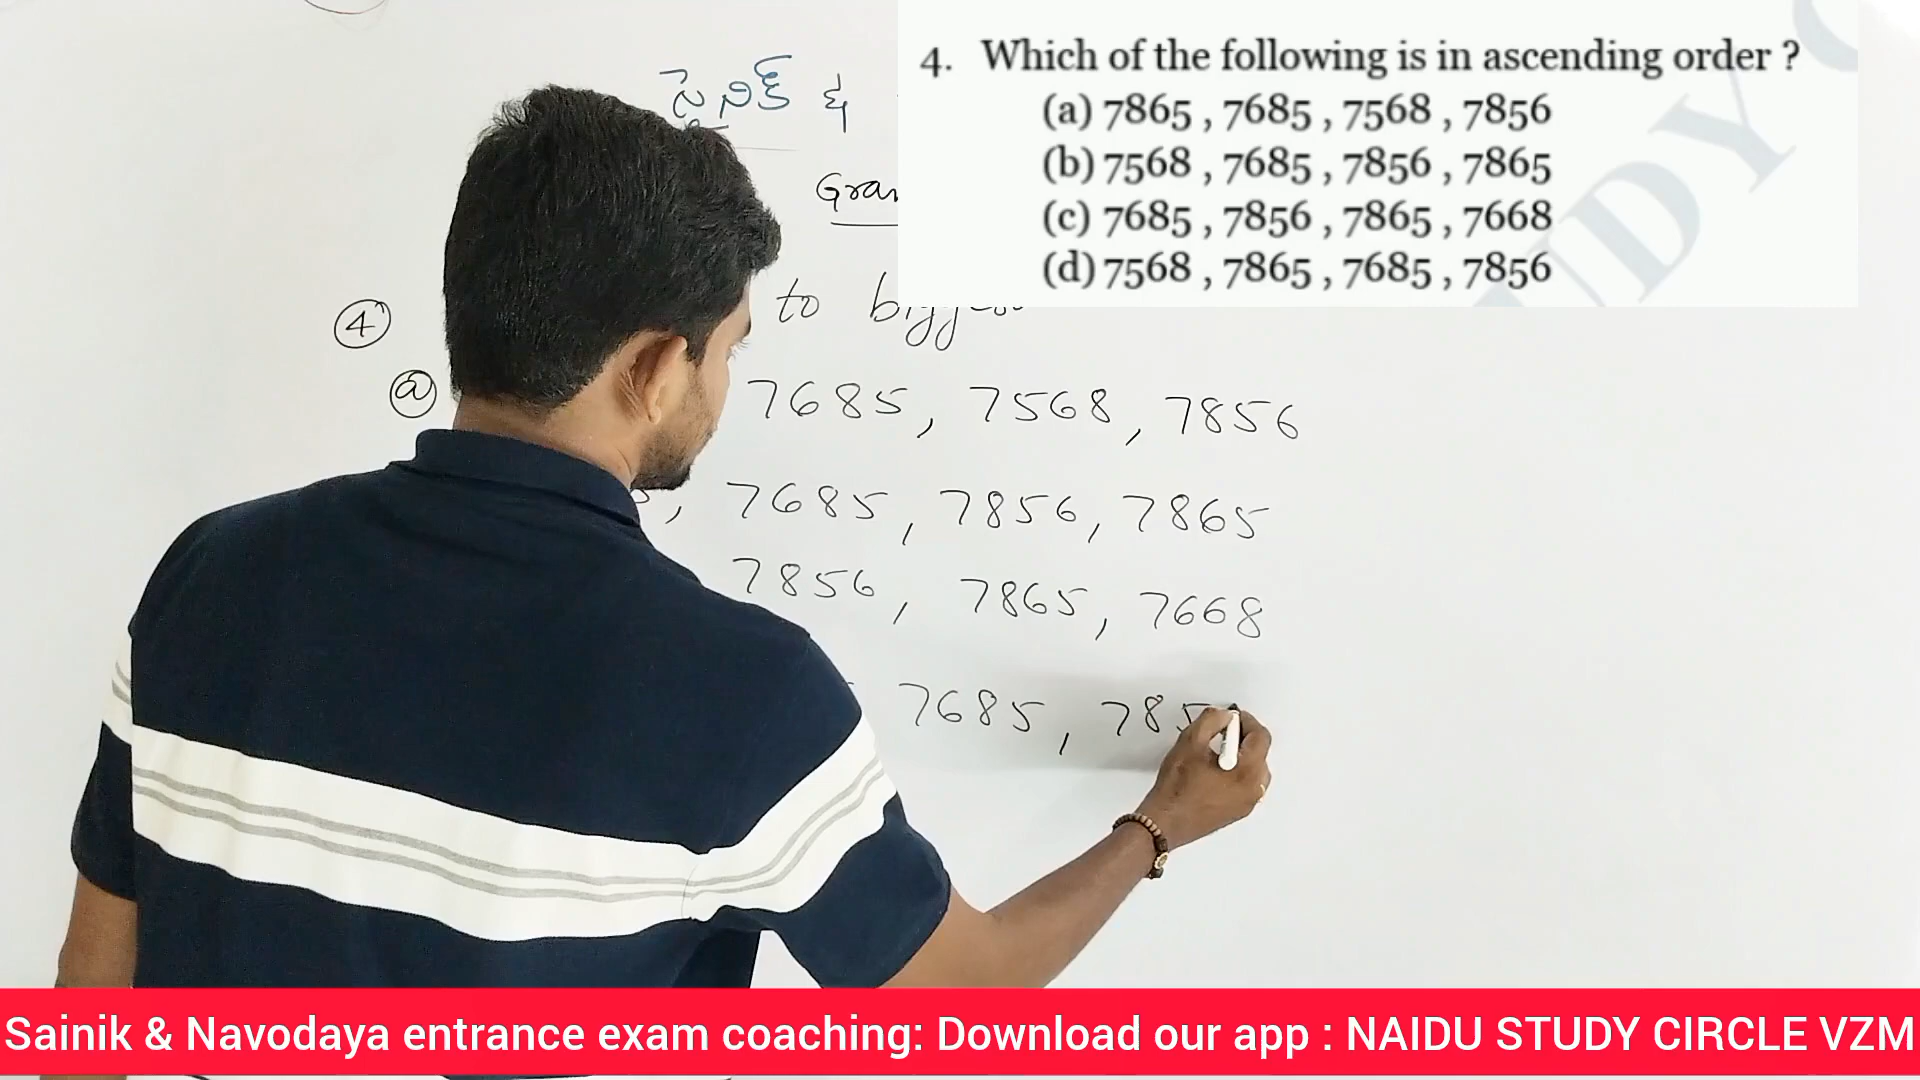 4. Which of the following is in ascending order ?
(a) 7865 , 7685 , 7568 , 7856
(b) 7568 , 7685 , 7856 , 7865
(c) 7685 , 7856 , 7865 , 7668
(d) 7568 , 7865 , 7685 , 7856
సైనిక్ &
4
to
a 7685, 7568, 7856
, 7685, 7856, 7865
7856, 7865, 7668
7685, 785
Sainik & Navodaya entrance exam coaching: Download our app : NAIDU STUDY CIRCLE VZM